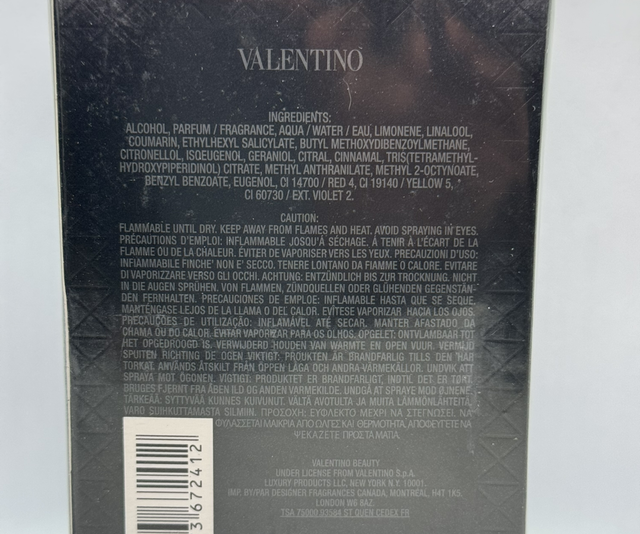 VALENTINO
INGREDIENTS:
ALCOHOL, PARFUM / FRAGRANCE, AQUA / WATER / EAU, LIMONENE, LINALOOL,
COUMARIN, ETHYLHEXYL SALICYLATE, BUTYL METHOXYDIBENZOYLMETHANE,
CITRONELLOL, ISOEUGENOL, GERANIOL, CITRAL, CINNAMAL, TRIS(TETRAMETHYL-
HYDROXYPIPERIDINOL) CITRATE, METHYL ANTHRANILATE, METHYL 2-OCTYNOATE,
BENZYL BENZOATE, EUGENOL, CI 14700 / RED 4, CI 19140 / YELLOW 5,
CI 60730 / EXT. VIOLET 2.
CAUTION:
FLAMMABLE UNTIL DRY. KEEP AWAY FROM FLAMES AND HEAT. AVOID SPRAYING IN EYES.
PRÉCAUTIONS D'EMPLOI: INFLAMMABLE JUSQU'À SÉCHAGE. À TENIR À L'ÉCART DE LA
FLAMME OU DE LA CHALEUR. ÉVITER DE VAPORISER VERS LES YEUX. PRECAUZIONI D'USO:
INFIAMMABILE FINCHE' NON E' SECCO. TENERE LONTANO DA FIAMME O CALORE. EVITARE
DI VAPORIZZARE VERSO GLI OCCHI. ACHTUNG: ENTZÜNDLICH BIS ZUR TROCKNUNG. NICHT
IN DIE AUGEN SPRÜHEN. VON FLAMMEN, ZÜNDQUELLEN ODER GLÜHENDEN GEGENSTÄN-
DEN FERNHALTEN. PRECAUCIONES DE EMPLOE: INFLAMABLE HASTA QUE SE SEQUE.
MANTÉNGASE LEJOS DE LA LLAMA O DEL CALOR. EVÍTESE VAPORIZAR HACIA LOS OJOS.
PRECAUÇÕES DE UTILIZAÇÃO: INFLAMÁVEL ATÉ SECAR. MANTER AFASTADO DA
CHAMA OU DO CALOR. EVITAR VAPORIZAR PARA OS OLHOS. OPGELET: ONTVLAMBAAR TOT
HET OPGEDROOGD IS. VERWIJDERD HOUDEN VAN WARMTE EN OPEN VUUR. VERMIJD
SPUITEN RICHTING DE OGEN. VIKTIGT: PRODUKTEN ÄR BRANDFARLIG TILLS DEN HAR
TORKAT. ANVÄNDS ÅTSKILT FRÅN ÖPPEN LÅGA OCH ANDRA VÄRMEKÄLLOR. UNDVIK ATT
SPRAYA MOT ÖGONEN. VIGTIGT: PRODUKTET ER BRANDFARLIGT, INDTIL DET ER TØRT.
BRUGES FJERNT FRA ÅBEN ILD OG ANDEN VARMEKILDE. UNDGÅ AT SPRAYE MOD ØJNENE.
TÄRKEÄÄ: SYTTYVÄÄ KUNNES KUIVUNUT. VÄLTÄ AVOTULTA JA MUITA LÄMMÖNLÄHTEITÄ.
VARO SUIHKUTTAMASTA SILMIIN. ΠΡΟΣΟΧΗ: ΕΥΦΛΕΚΤΟ ΜΕΧΡΙ ΝΑ ΣΤΕΓΝΩΣΕΙ. ΝΑ
ΦΥΛΑΣΣΕΤΑΙ ΜΑΚΡΙΑ ΑΠΟ ΦΛΟΓΕΣ ΚΑΙ ΘΕΡΜΟΤΗΤΑ. ΑΠΟΦΕΥΓΕΤΕ ΝΑ
ΨΕΚΑΖΕΤΕ ΠΡΟΣ ΤΑ ΜΑΤΙΑ.
VALENTINO BEAUTY
UNDER LICENSE FROM VALENTINO S.p.A.
LUXURY PRODUCTS LLC, NEW YORK N.Y. 10001.
IMP. BY/PAR DESIGNER FRAGRANCES CANADA, MONTRÉAL, H4T 1K5.
LONDON W6 8AZ.
TSA 75000 93584 ST OUEN CEDEX FR
3 672412